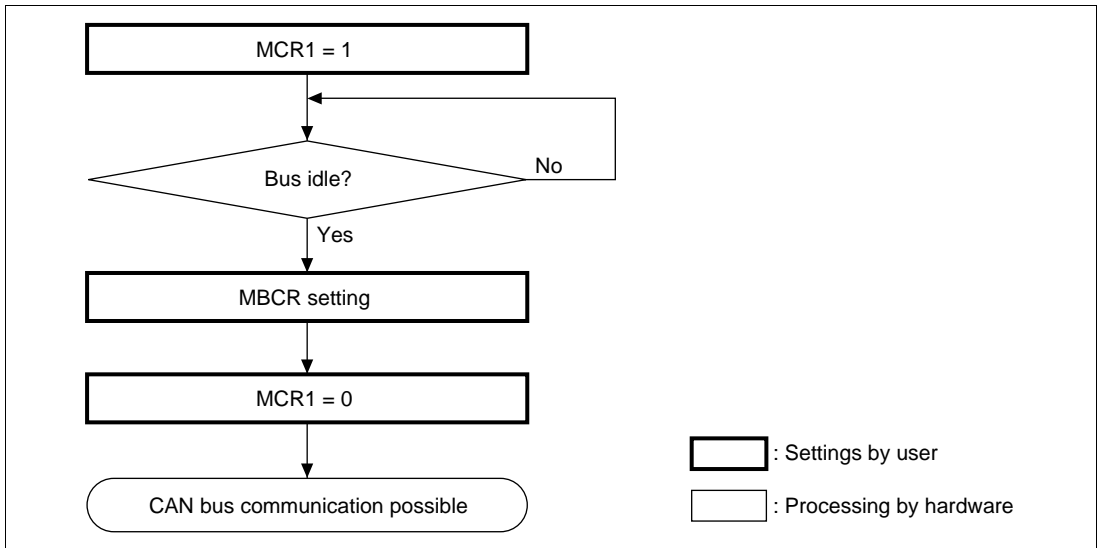 MCR1 = 1
Bus idle?
No
Yes
MBCR setting
MCR1 = 0
CAN bus communication possible
: Settings by user
: Processing by hardware